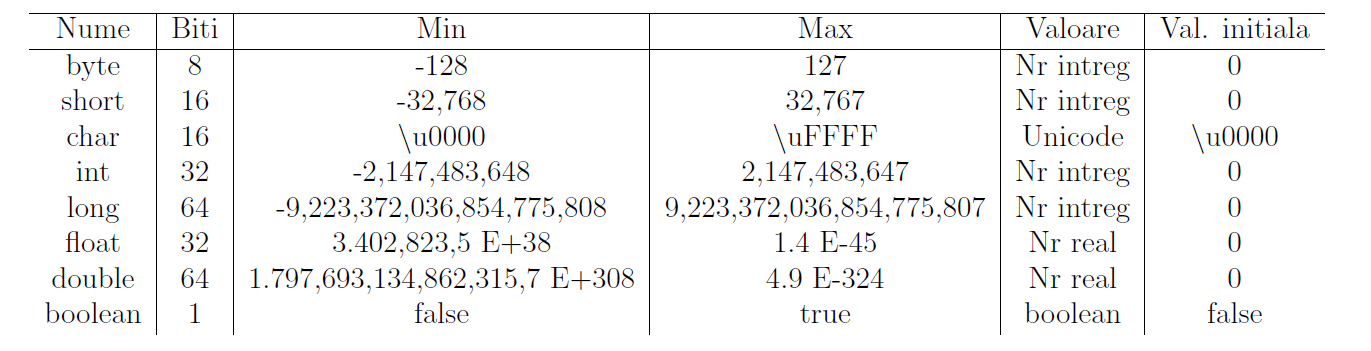 Nume Biti Min Max Valoare Val. initiala
byte 8 -128 127 Nr intreg 0
short 16 -32,768 32,767 Nr intreg 0
char 16 \u0000 \uFFFF Unicode \u0000
int 32 -2,147,483,648 2,147,483,647 Nr intreg 0
long 64 -9,223,372,036,854,775,808 9,223,372,036,854,775,807 Nr intreg 0
float 32 3.402,823,5 E+38 1.4 E-45 Nr real 0
double 64 1.797,693,134,862,315,7 E+308 4.9 E-324 Nr real 0
boolean 1 false true boolean false